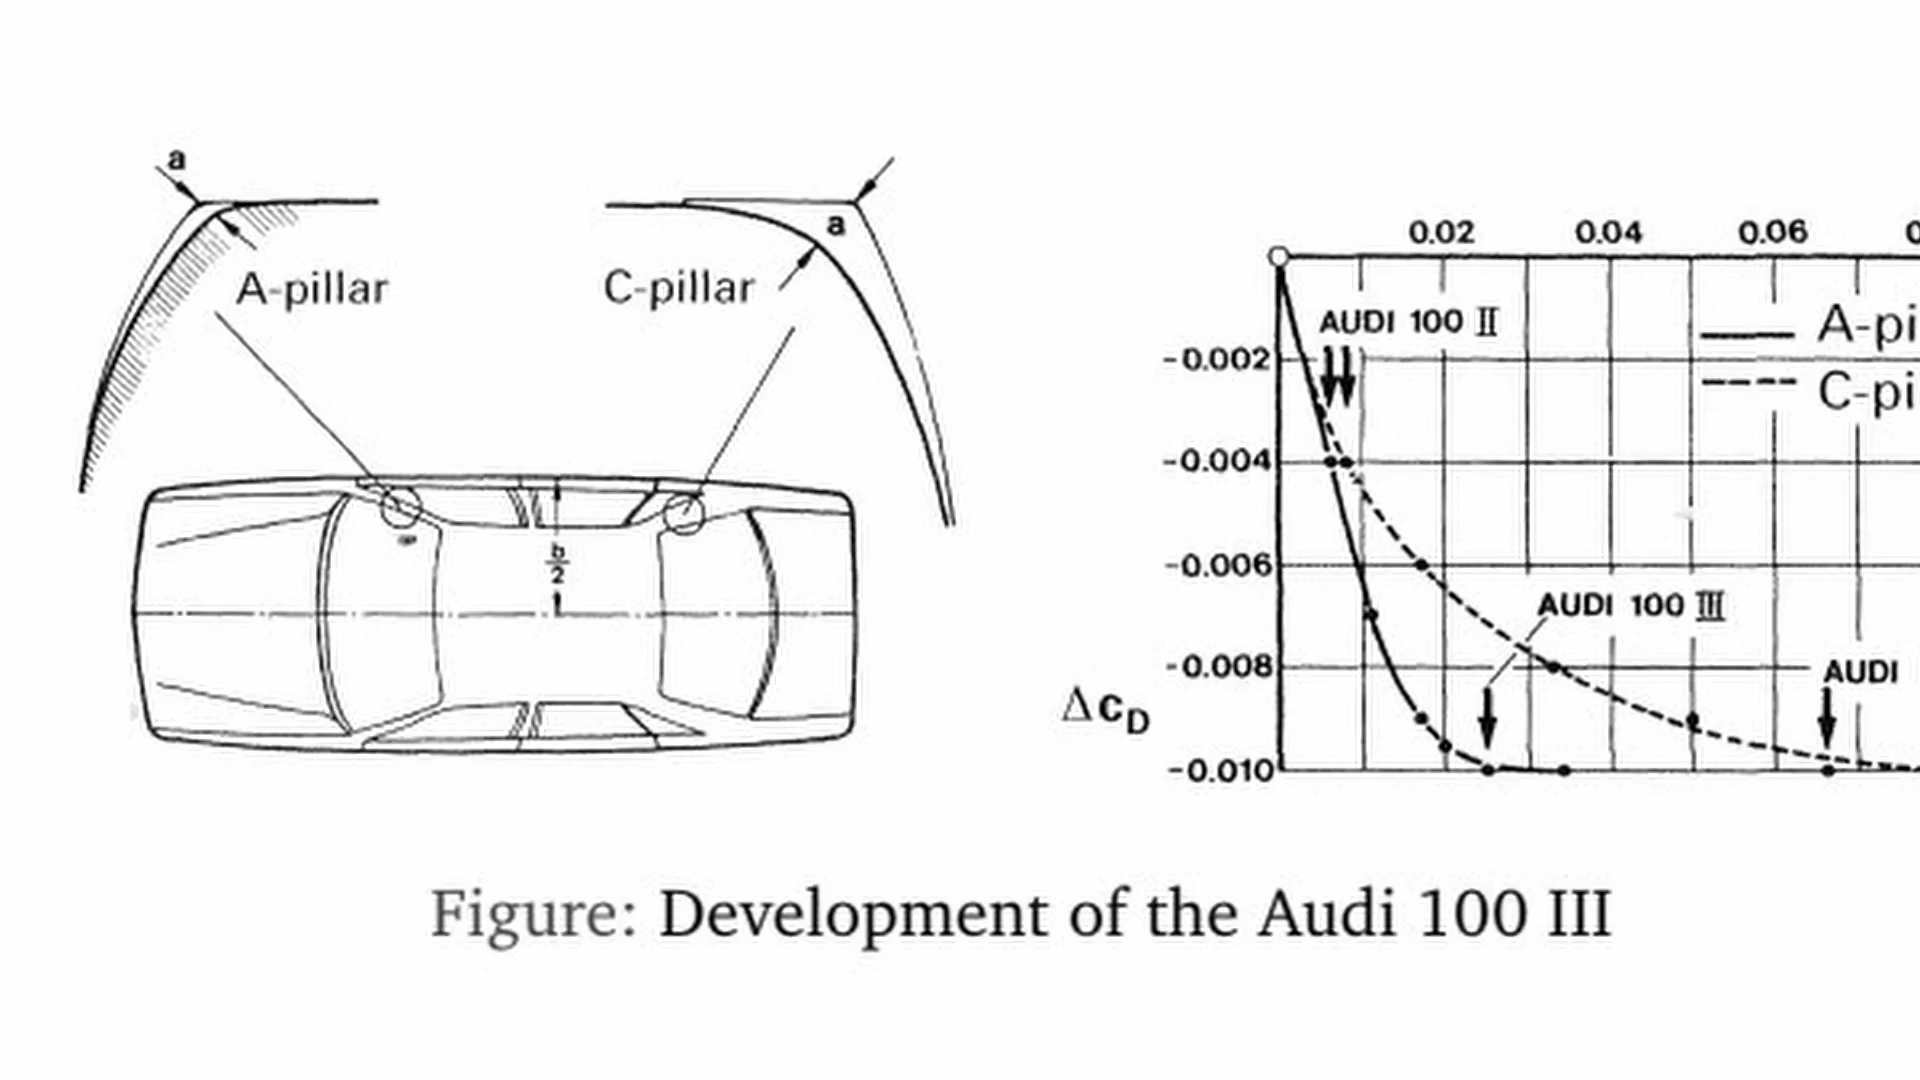 a
A-pillar
C-pillar
a
b
2
0.02 0.04 0.06 0
AUDI 100 II
A-pi
C-pi
-0.002
-0.004
-0.006
-0.008
-0.010
AUDI 100 III
AUDI
ΔcD
Figure: Development of the Audi 100 III